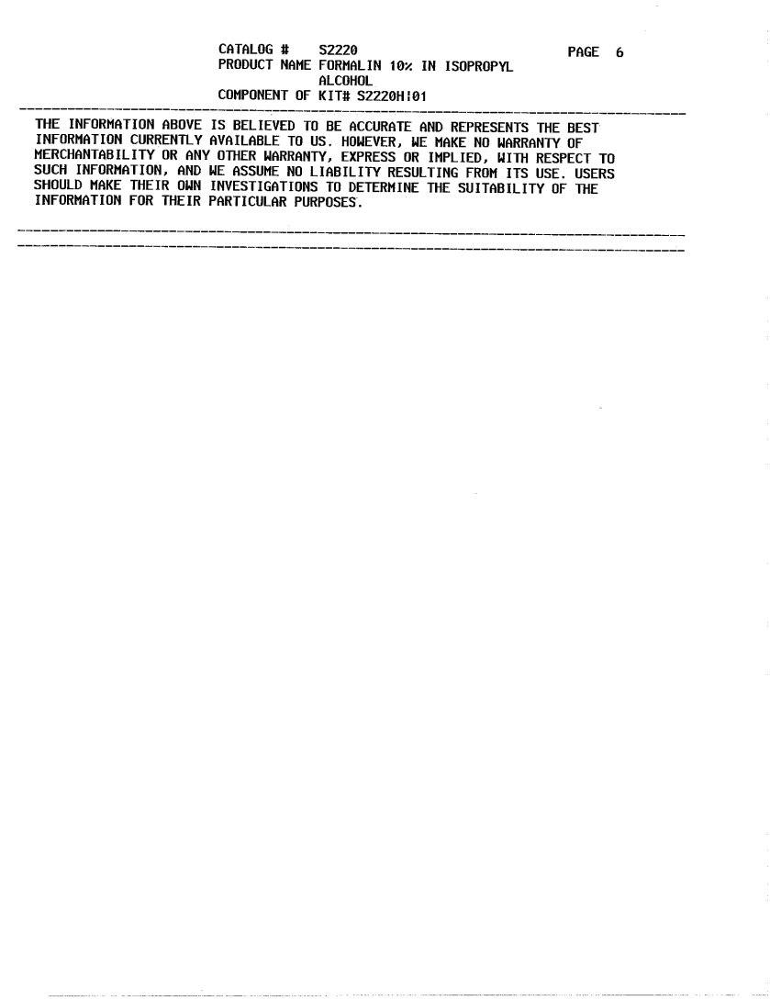 CATALOG # S2220 PAGE 6
PRODUCT NAME FORMALIN 10% IN ISOPROPYL
ALCOHOL
COMPONENT OF KIT# S2220H¦01
THE INFORMATION ABOVE IS BELIEVED TO BE ACCURATE AND REPRESENTS THE BEST
INFORMATION CURRENTLY AVAILABLE TO US. HOWEVER, WE MAKE NO WARRANTY OF
MERCHANTABILITY OR ANY OTHER WARRANTY, EXPRESS OR IMPLIED, WITH RESPECT TO
SUCH INFORMATION, AND WE ASSUME NO LIABILITY RESULTING FROM ITS USE. USERS
SHOULD MAKE THEIR OWN INVESTIGATIONS TO DETERMINE THE SUITABILITY OF THE
INFORMATION FOR THEIR PARTICULAR PURPOSES.